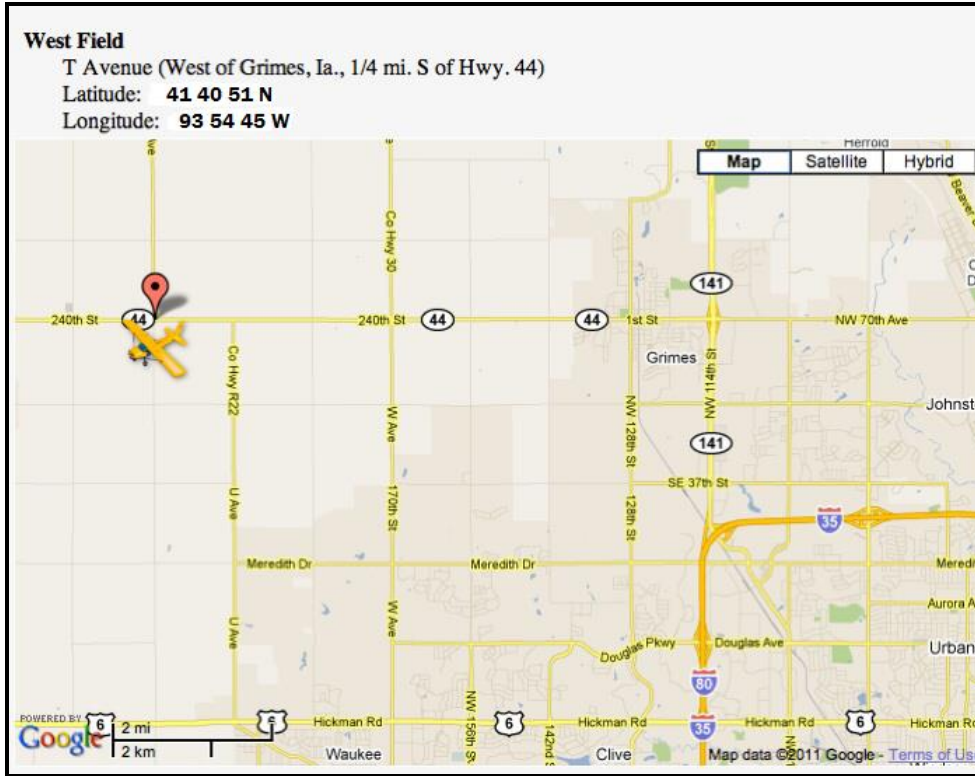 West Field
T Avenue (West of Grimes, Ia., 1/4 mi. S of Hwy. 44)
Latitude: 41 40 51 N
Longitude: 93 54 45 W
Herrold
Map Satellite Hybrid
Beaver
Co Hwy 30
141
240th St 44 240th St 44 44 1st St NW 70th Ave
Grimes
Co Hwy R22
NW 114th St
W Ave
NW 128th St
Johnst
141
SE 37th St
U Ave
170th St
128th St
35
Meredith Dr Meredith Dr Meredi
Aurora A
U Ave
W Ave
Douglas Pkwy Douglas Ave
Urban
80
NW 156th St
142nd S
6 6 Hickman Rd 6 Hickman Rd 35 Hickman Rd 6 Hickman Ro
POWERED BY
Google
2 mi
2 km
Waukee Clive Map data ©2011 Google - Terms of Us